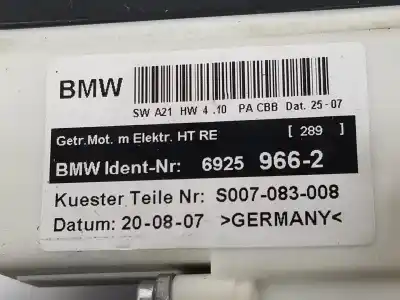 BMW
SW A21 HW 4 .10 PA CBB Dat. 25-07
Getr.Mot. m Elektr. HT RE [ 289 ]
BMW Ident-Nr: 6925 966-2
Kuester Teile Nr: S007-083-008
Datum: 20-08-07 >GERMANY<